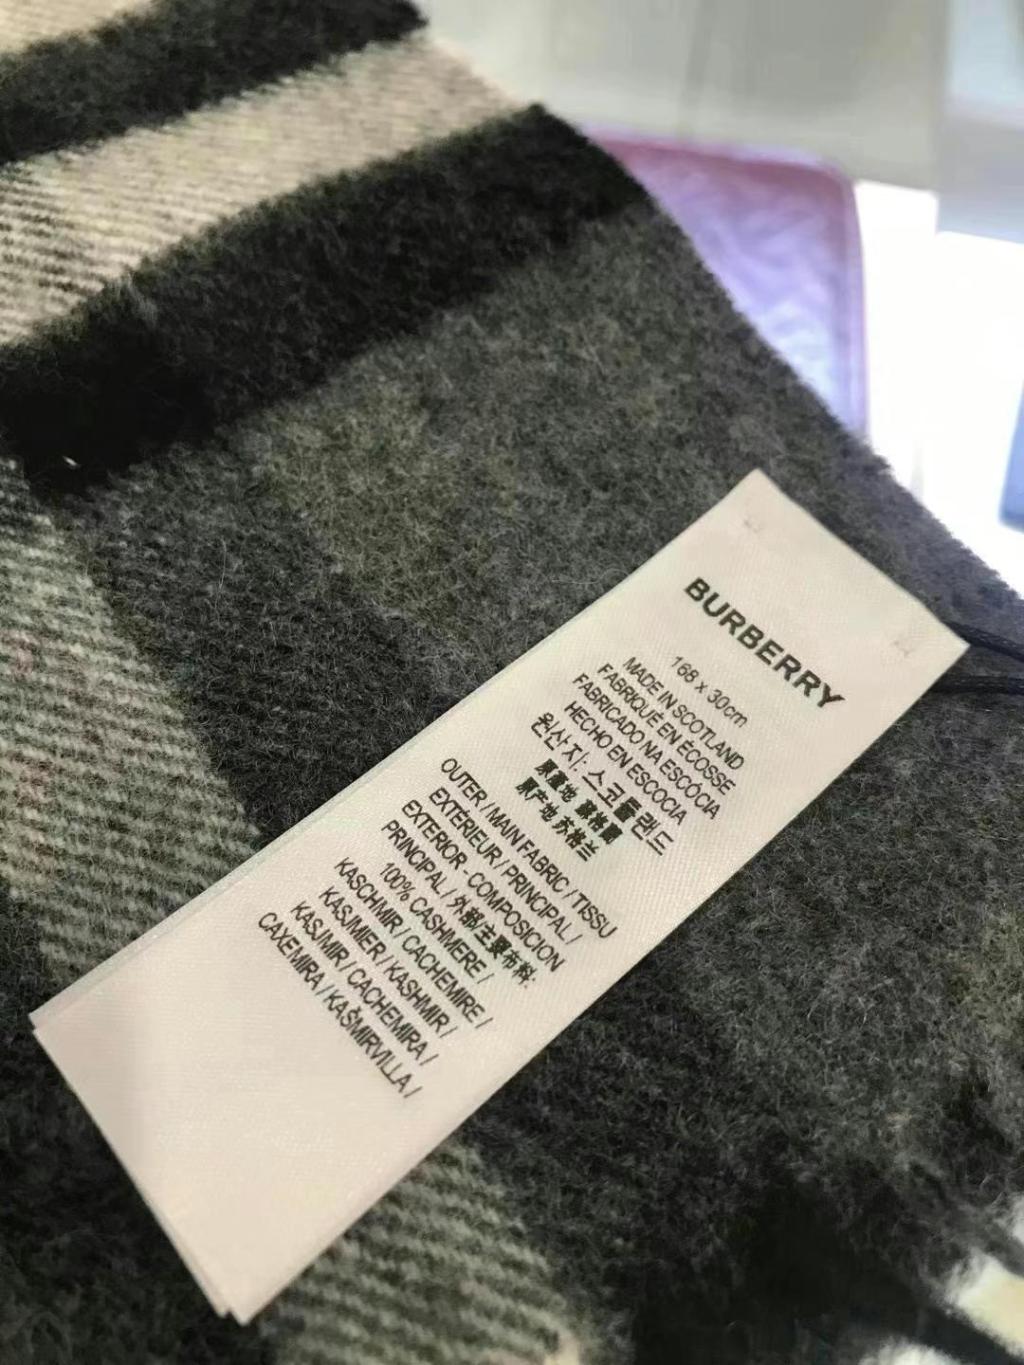 BURBERRY
168 x 30cm
MADE IN SCOTLAND
FABRIQUÉ EN ÉCOSSE
FABRICADO NA ESCÓCIA
HECHO EN ESCOCIA
원산지: 스코틀랜드
原產地 蘇格蘭
原产地 苏格兰
OUTER / MAIN FABRIC / TISSU
EXTÉRIEUR / PRINCIPAL /
EXTERIOR - COMPOSICION
PRINCIPAL / 外部/主要布料:
100% CASHMERE /
KASCHMIR / CACHEMIRE /
KASJMIER / KASHMIR /
KASJMIR / CACHEMIRA /
CAXEMIRA / KAŠMIRVILLA /